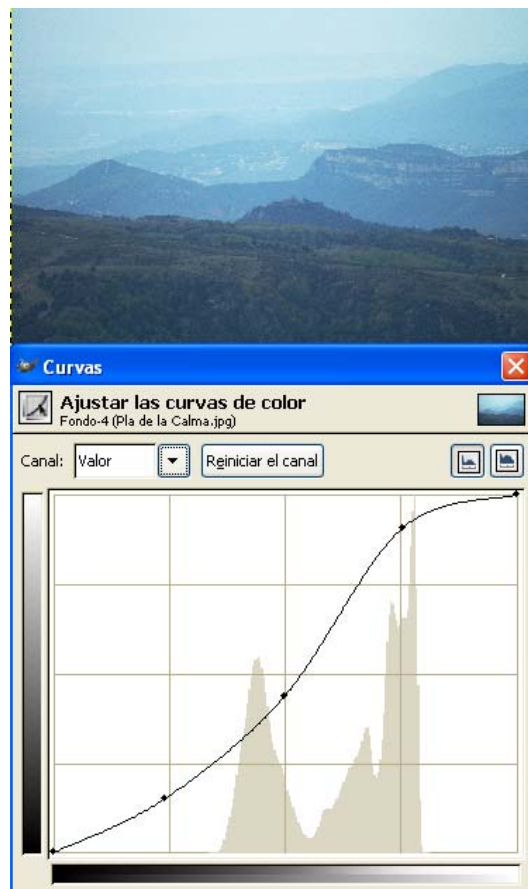 Curvas
Ajustar las curvas de color
Fondo-4 (Pla de la Calma.jpg)
Canal: Valor Reiniciar el canal